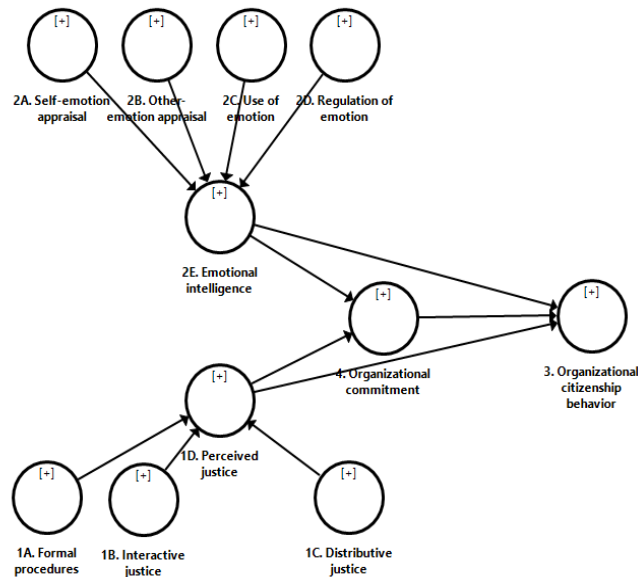 [+] [+] [+] [+]
2A. Self-emotion
appraisal
2B. Other-
emotion appraisal
2C. Use of
emotion
2D. Regulation of
emotion
[+]
2E. Emotional
intelligence
[+]
4. Organizational
commitment
[+]
3. Organizational
citizenship
behavior
[+]
1D. Perceived
justice
[+] [+] [+]
1A. Formal
procedures
1B. Interactive
justice
1C. Distributive
justice